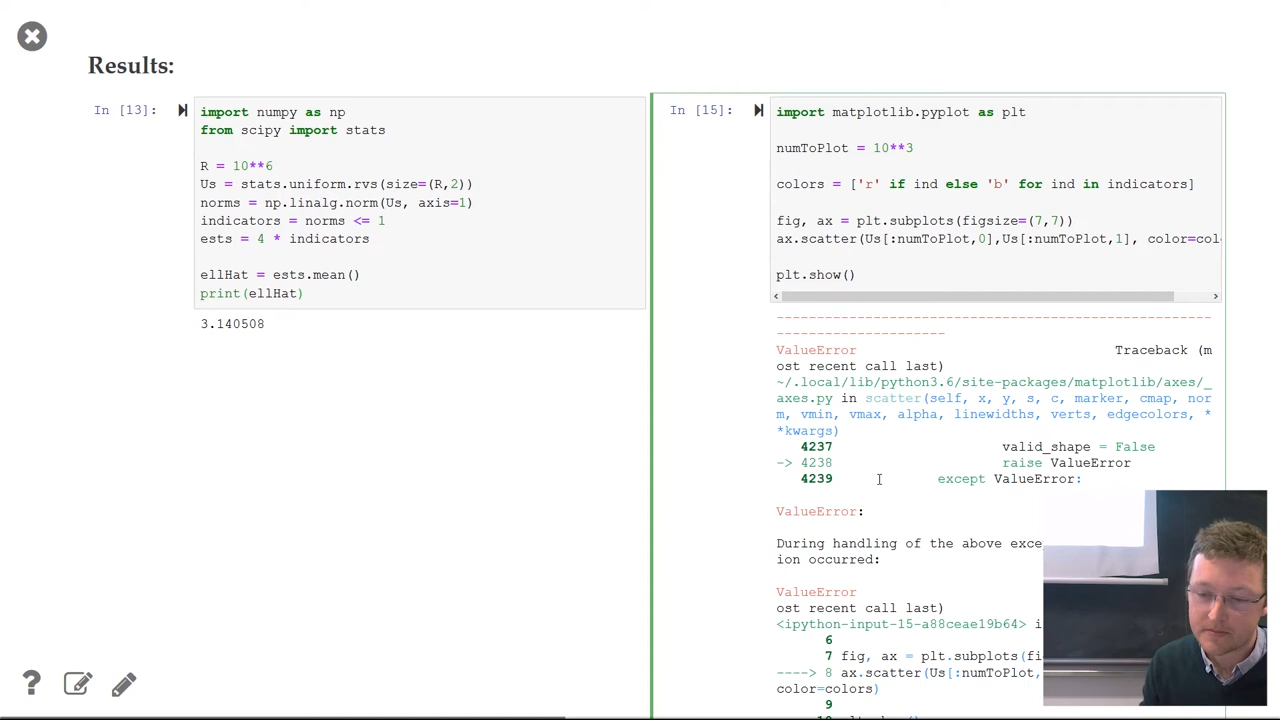 Results:
In [13]:
import numpy as np
from scipy import stats
R = 10**6
Us = stats.uniform.rvs(size=(R,2))
norms = np.linalg.norm(Us, axis=1)
indicators = norms <= 1
ests = 4 * indicators
ellHat = ests.mean()
print(ellHat)
3.140508
In [15]:
import matplotlib.pyplot as plt
numToPlot = 10**3
colors = ['r' if ind else 'b' for ind in indicators]
fig, ax = plt.subplots(figsize=(7,7))
ax.scatter(Us[:numToPlot,0],Us[:numToPlot,1], color=col
plt.show()
---------------------------------------------------------
---------------------
ValueError Traceback (m
ost recent call last)
~/.local/lib/python3.6/site-packages/matplotlib/axes/_
axes.py in scatter(self, x, y, s, c, marker, cmap, nor
m, vmin, vmax, alpha, linewidths, verts, edgecolors, *
*kwargs)
4237 valid_shape = False
-> 4238 raise ValueError
4239 except ValueError:
ValueError:
During handling of the above exce
ion occurred:
ValueError
ost recent call last)
<ipython-input-15-a88ceae19b64> i
6
7 fig, ax = plt.subplots(fi
----> 8 ax.scatter(Us[:numToPlot,
color=colors)
9